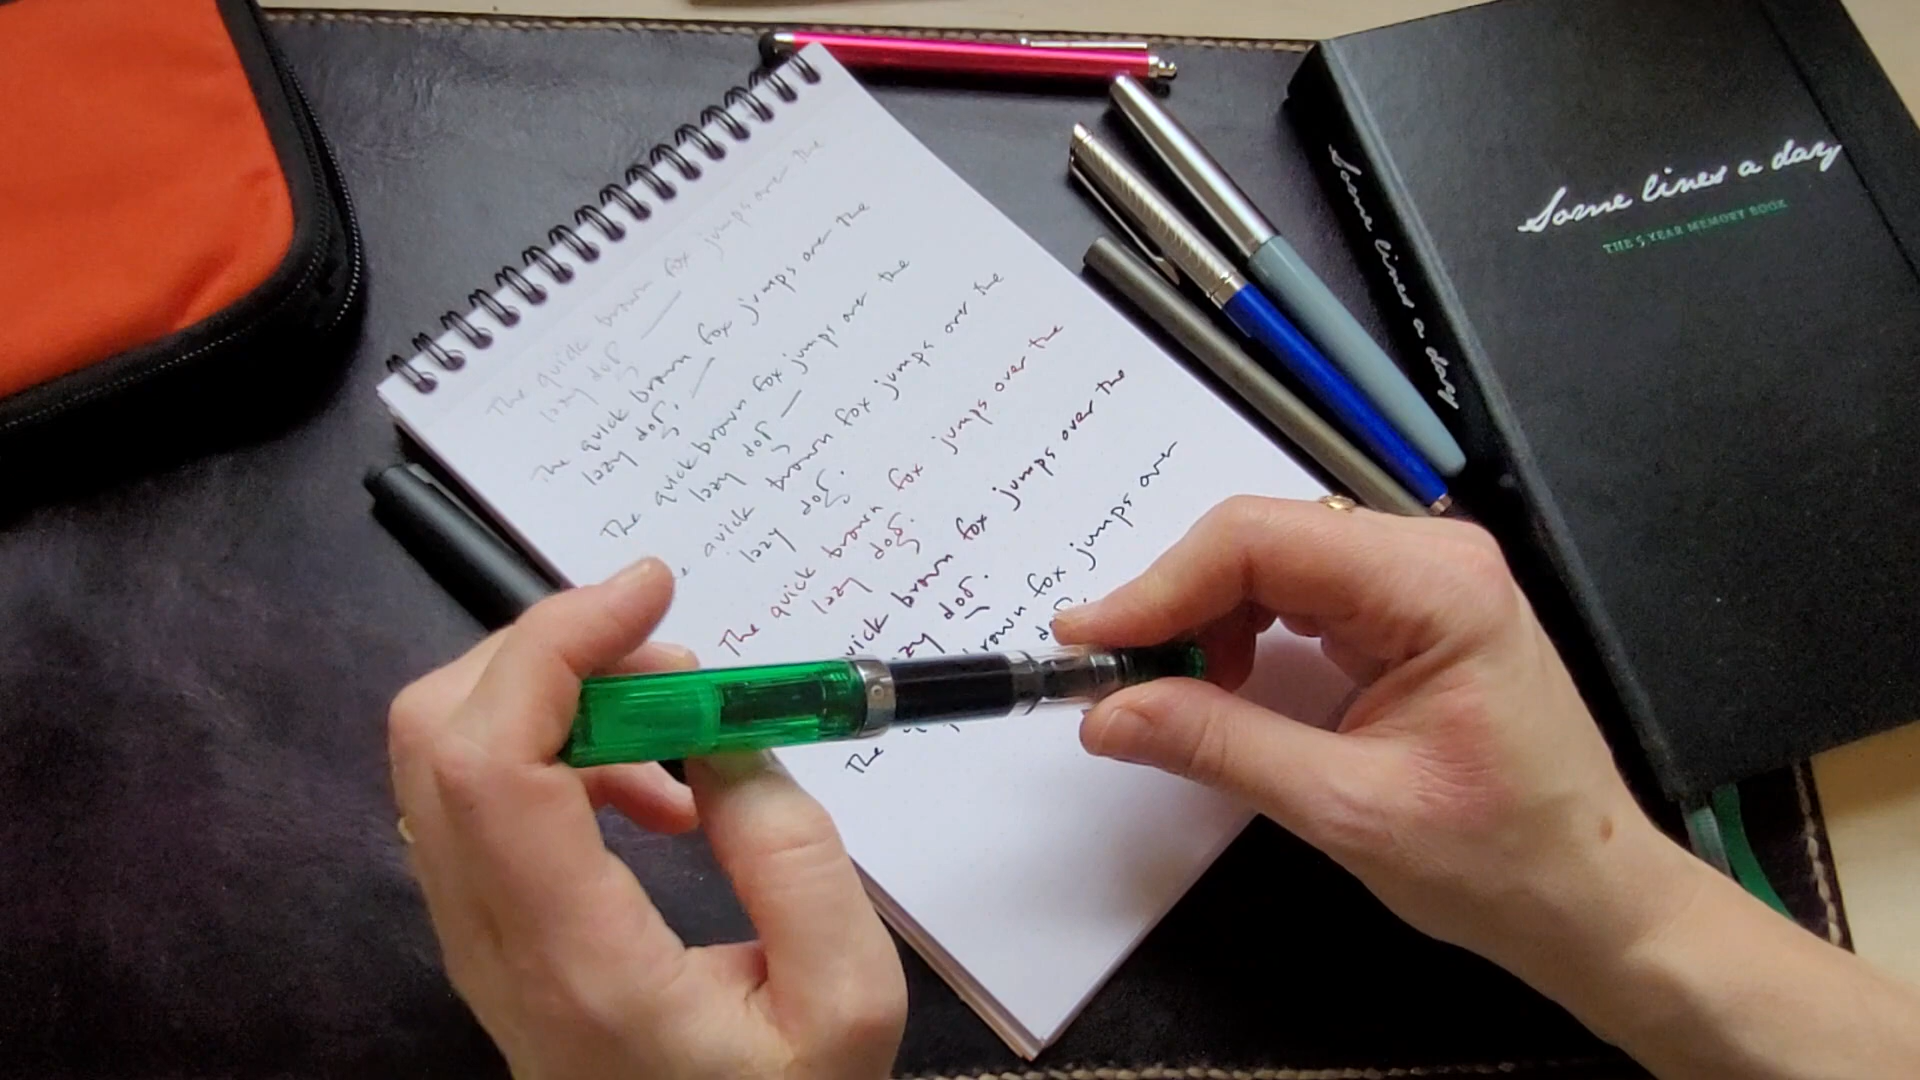 The quick brown fox jumps over the
lazy dog.
The quick brown fox jumps over the
lazy dog.
The quick brown fox jumps over the
lazy dog.
quick brown fox jumps over the
lazy dog.
The quick brown fox jumps over the
lazy dog.
brown fox jumps over the
dog.
fox jumps over
The
Some lines a day
Some lines a day
THE 5 YEAR MEMORY BOOK